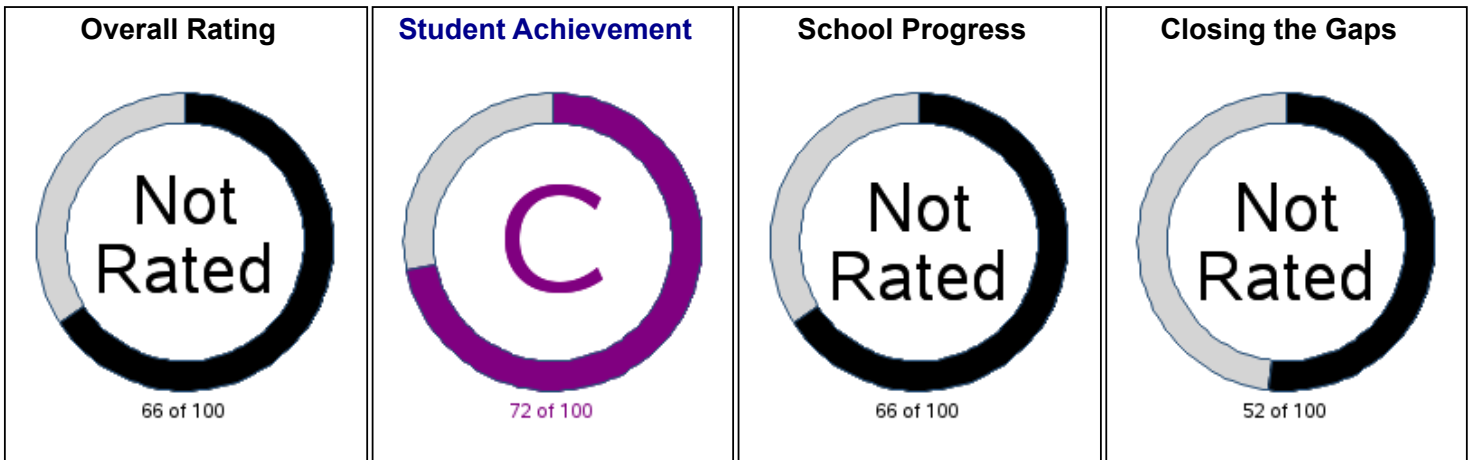 Overall Rating
Not
Rated
66 of 100
Student Achievement
C
72 of 100
School Progress
Not
Rated
66 of 100
Closing the Gaps
Not
Rated
52 of 100